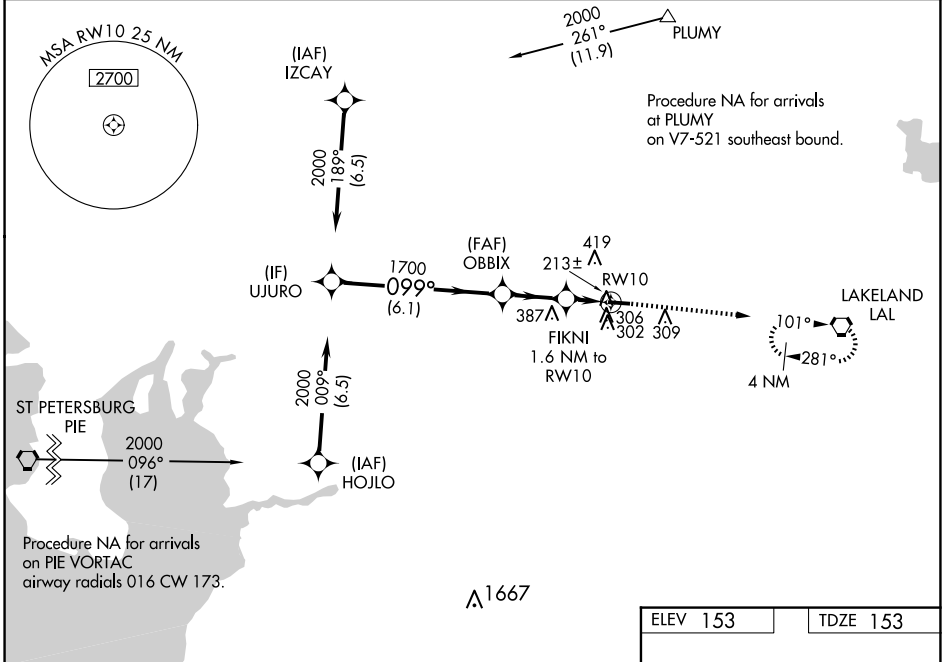 MSA RW10 25 NM
2700
(IAF)
IZCAY
2000
261°
(11.9)
PLUMY
Procedure NA for arrivals
at PLUMY
on V7-521 southeast bound.
2000
189°
(6.5)
(IF)
UJURO
1700
099°
(6.1)
(FAF)
OBBIX
419
213±
RW10
387
306
302
309
FIKNI
1.6 NM to
RW10
LAKELAND
LAL
101°
281°
4 NM
2000
009°
(6.5)
ST PETERSBURG
PIE
2000
096°
(17)
(IAF)
HOJLO
Procedure NA for arrivals
on PIE VORTAC
airway radials 016 CW 173.
1667
ELEV 153
TDZE 153